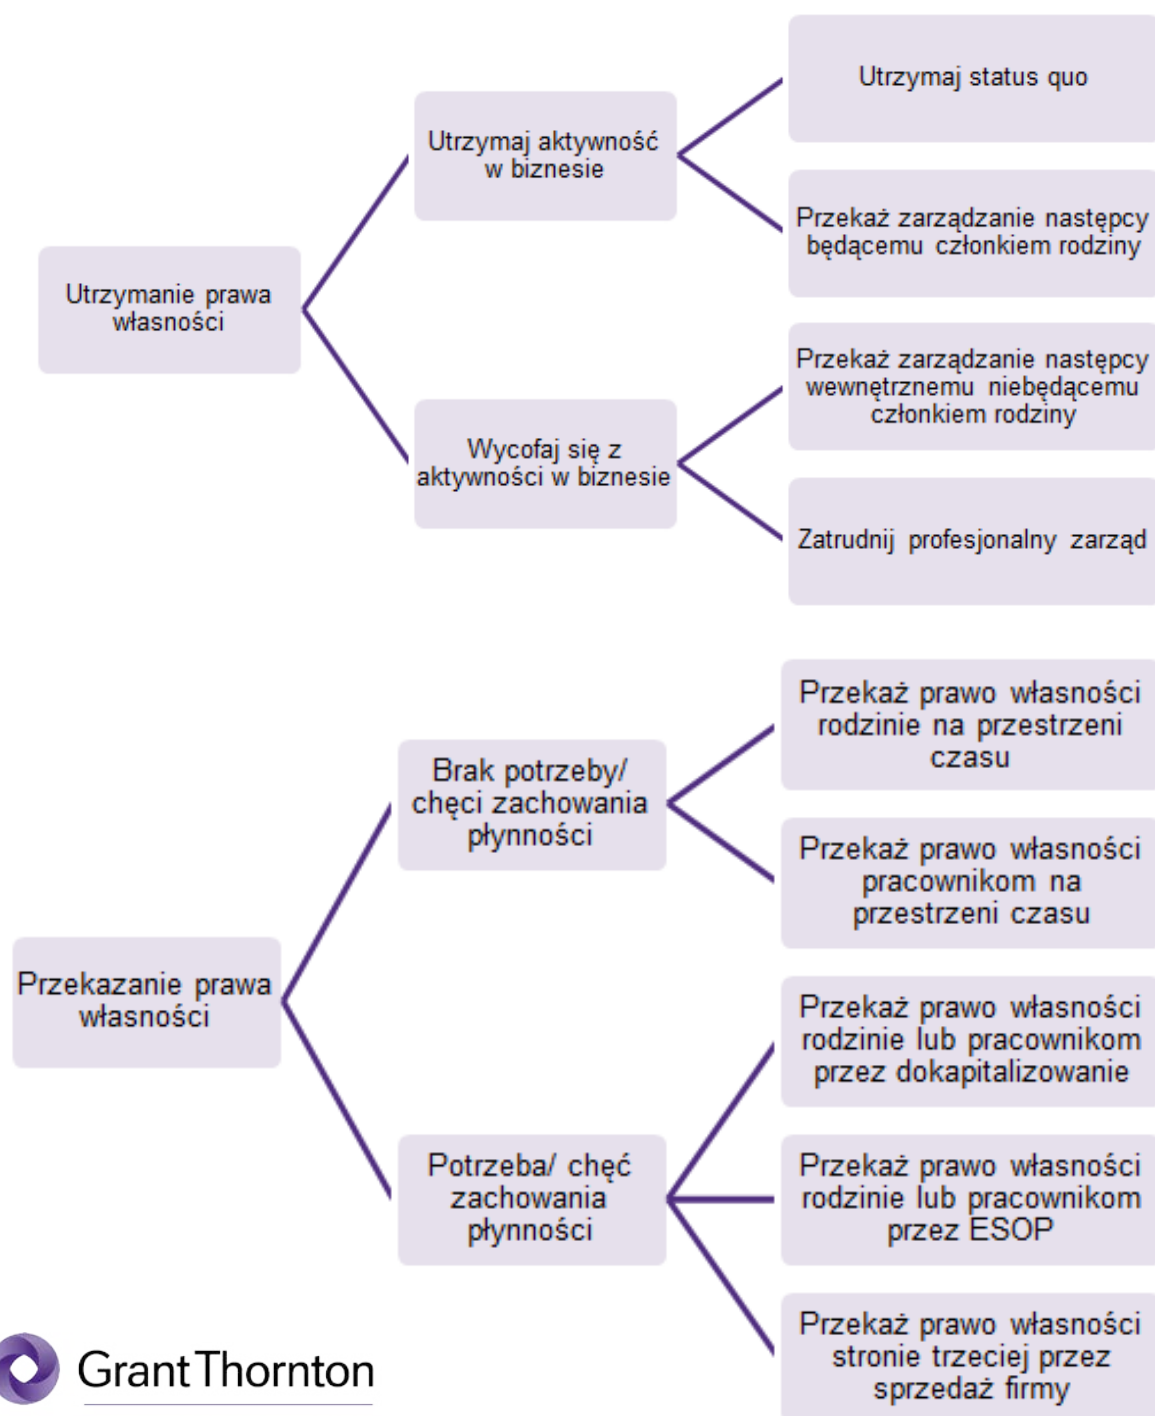 Utrzymanie prawa
własności
Utrzymaj aktywność
w biznesie
Utrzymaj status quo
Przekaż zarządzanie następcy
będącemu członkiem rodziny
Wycofaj się z
aktywności w biznesie
Przekaż zarządzanie następcy
wewnętrznemu niebędącemu
członkiem rodziny
Zatrudnij profesjonalny zarząd
Przekazanie prawa
własności
Brak potrzeby/
chęci zachowania
płynności
Przekaż prawo własności
rodzinie na przestrzeni
czasu
Przekaż prawo własności
pracownikom na
przestrzeni czasu
Potrzeba/ chęć
zachowania
płynności
Przekaż prawo własności
rodzinie lub pracownikom
przez dokapitalizowanie
Przekaż prawo własności
rodzinie lub pracownikom
przez ESOP
Przekaż prawo własności
stronie trzeciej przez
sprzedaż firmy
Grant Thornton